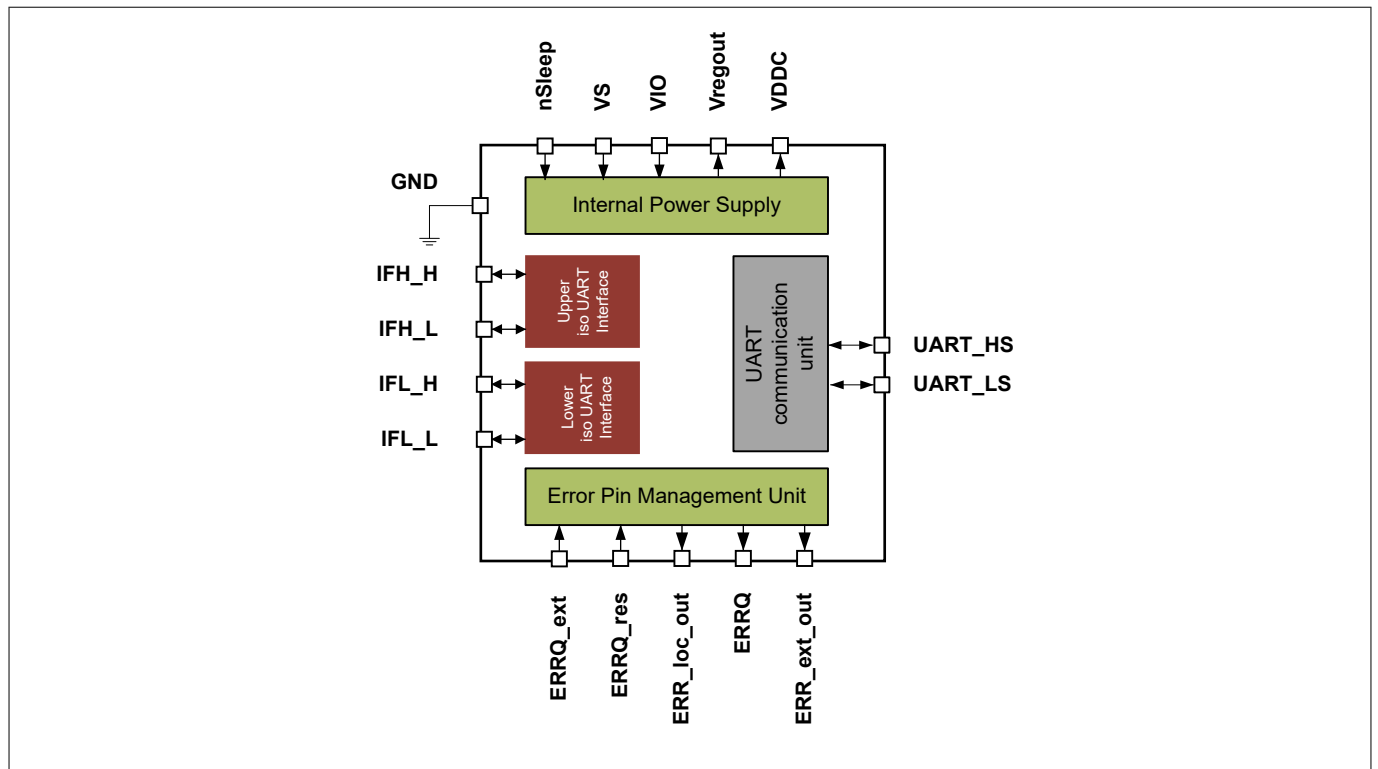 nSleep
VS
VIO
Vregout
VDDC
GND
Internal Power Supply
IFH_H
IFH_L
IFL_H
IFL_L
Upper
iso UART
Interface
Lower
iso UART
Interface
UART
communication
unit
UART_HS
UART_LS
Error Pin Management Unit
ERRQ_ext
ERRQ_res
ERR_loc_out
ERRQ
ERR_ext_out